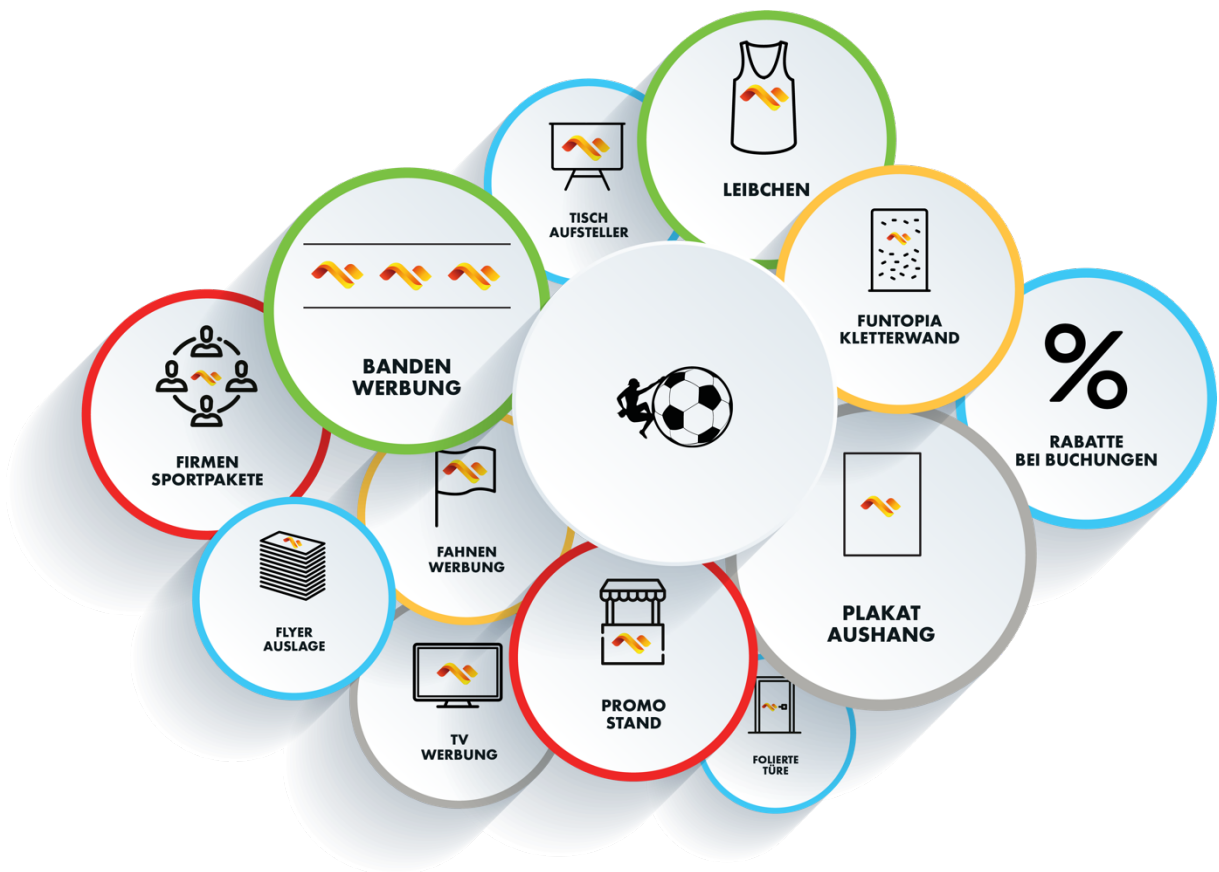 LEIBCHEN
TISCH
AUFSTELLER
FUNTOPIA
KLETTERWAND
BANDEN
WERBUNG
%
RABATTE
BEI BUCHUNGEN
FIRMEN
SPORTPAKETE
FAHNEN
WERBUNG
PLAKAT
AUSHANG
FLYER
AUSLAGE
PROMO
STAND
TV
WERBUNG
FOLIERTE
TÜRE